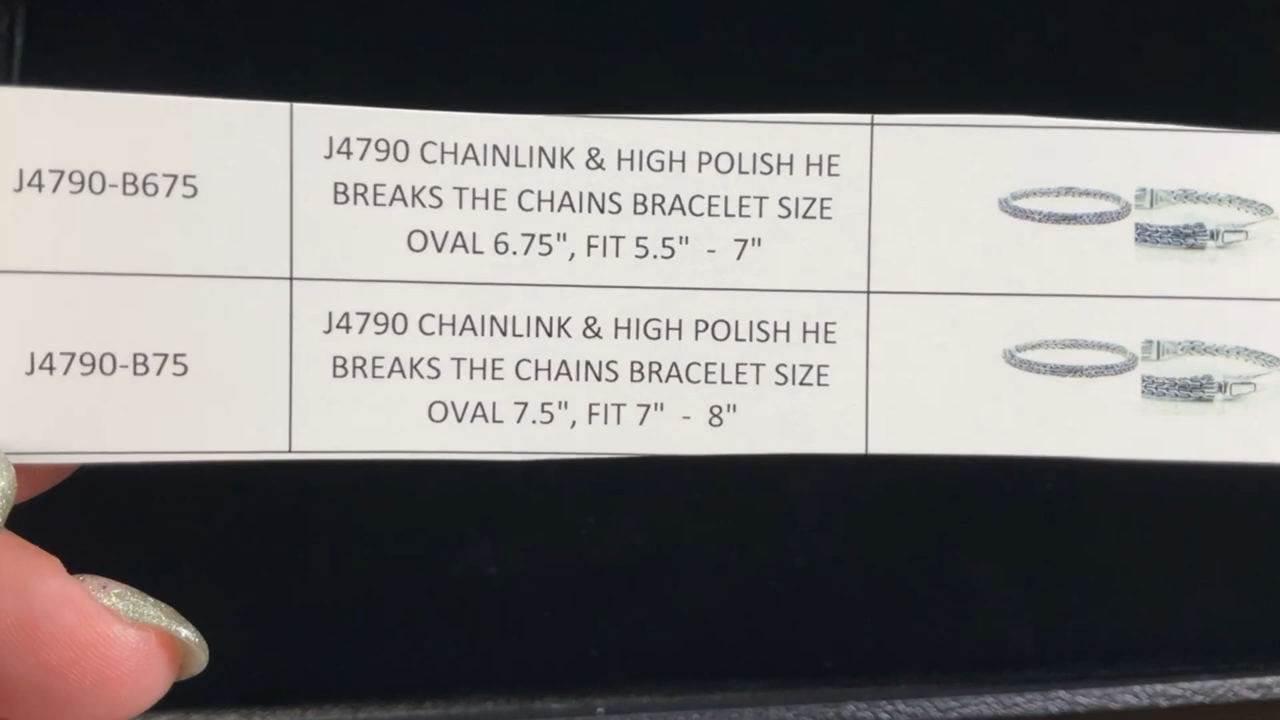 J4790-B675
J4790 CHAINLINK & HIGH POLISH HE
BREAKS THE CHAINS BRACELET SIZE
OVAL 6.75", FIT 5.5" - 7"
J4790-B75
J4790 CHAINLINK & HIGH POLISH HE
BREAKS THE CHAINS BRACELET SIZE
OVAL 7.5", FIT 7" - 8"